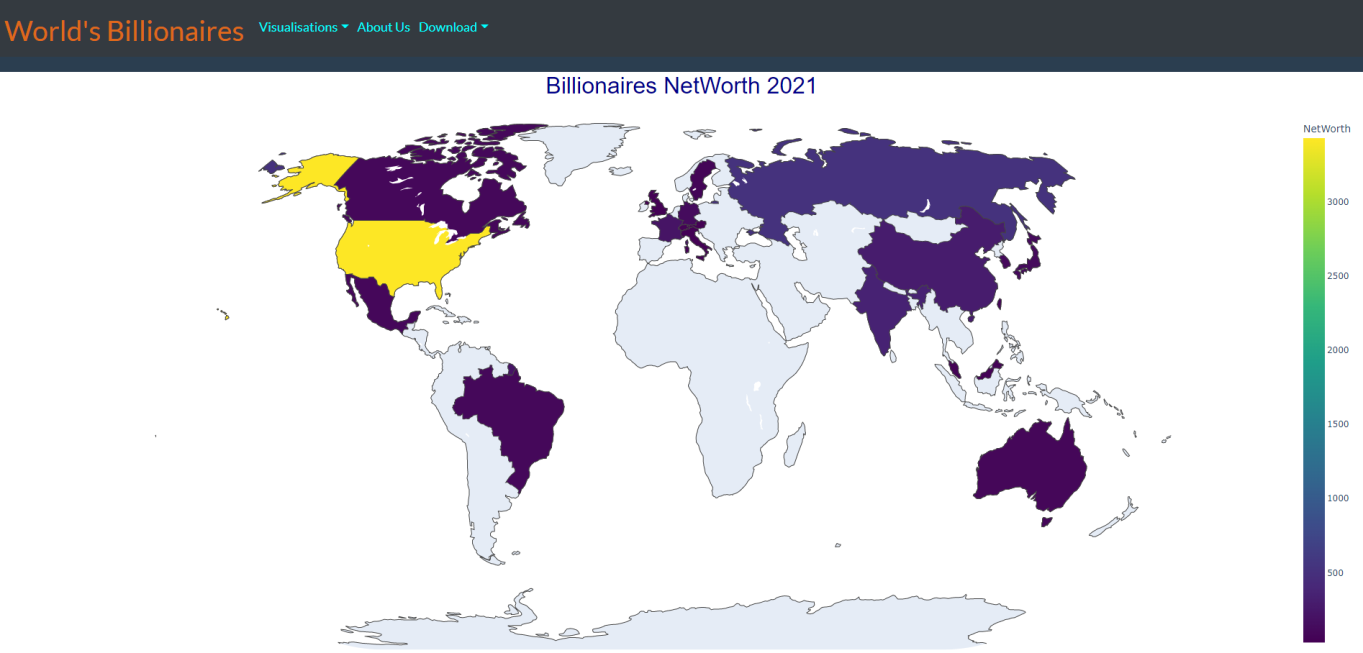 World's Billionaires
Visualisations About Us Download
Billionaires NetWorth 2021
NetWorth
3000
2500
2000
1500
1000
500